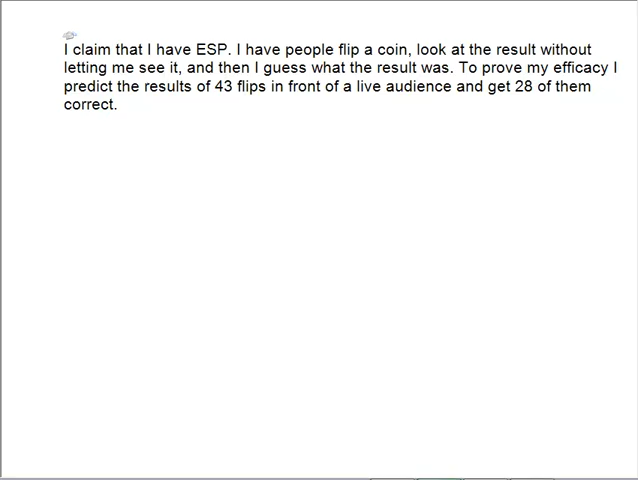 I claim that I have ESP. I have people flip a coin, look at the result without
letting me see it, and then I guess what the result was. To prove my efficacy I
predict the results of 43 flips in front of a live audience and get 28 of them
correct.